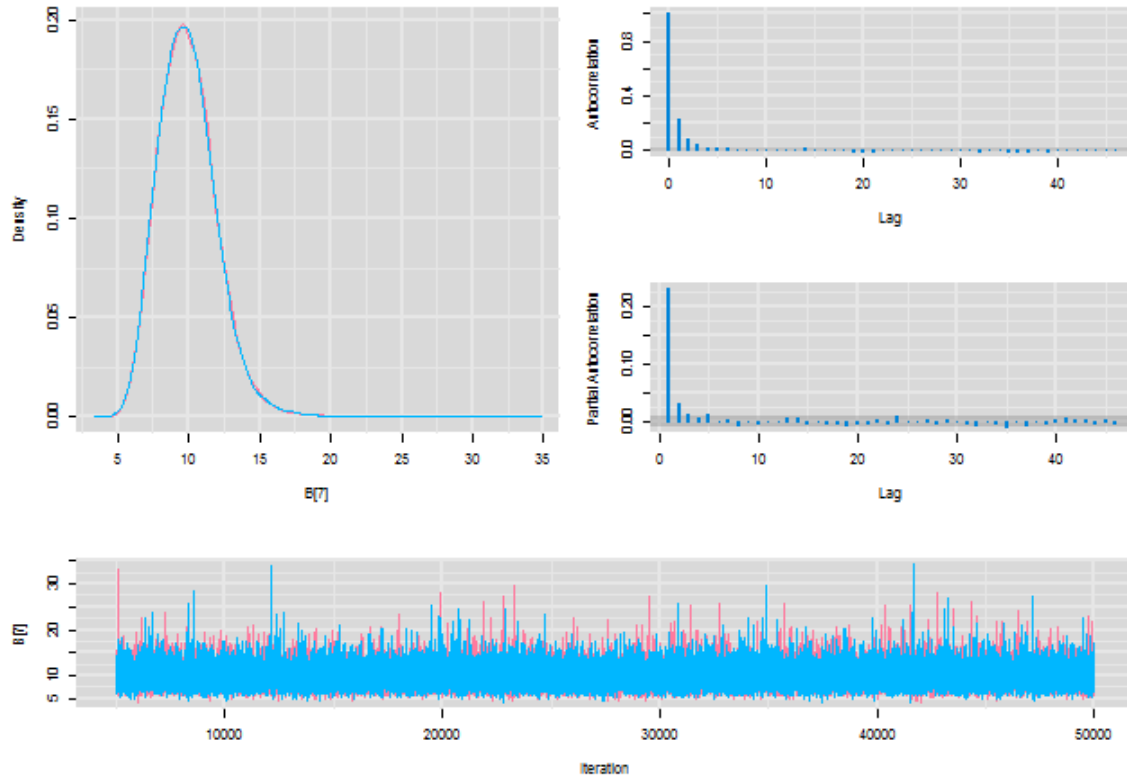 Density
0.00 0.05 0.10 0.15 0.20
5 10 15 20 25 30 35
B[7]
Autocorrelation
0.0 0.4 0.8
0 10 20 30 40
Lag
Partial Autocorrelation
0.00 0.10 0.20
0 10 20 30 40
Lag
B[7]
5 10 20 30
10000 20000 30000 40000 50000
Iteration